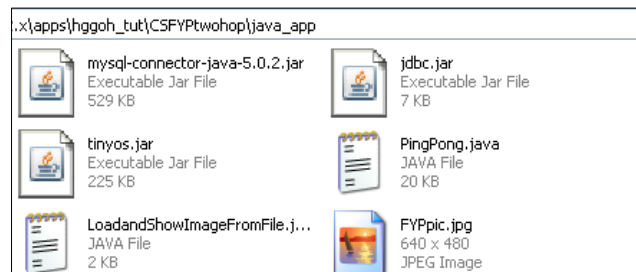 .x\apps\hggoh_tut\CSFYPtwohop\java_app
mysql-connector-java-5.0.2.jar
Executable Jar File
529 KB
jdbc.jar
Executable Jar File
7 KB
tinyos.jar
Executable Jar File
225 KB
PingPong.java
JAVA File
20 KB
LoadandShowImageFromFile.j...
JAVA File
2 KB
FYPpic.jpg
640 x 480
JPEG Image